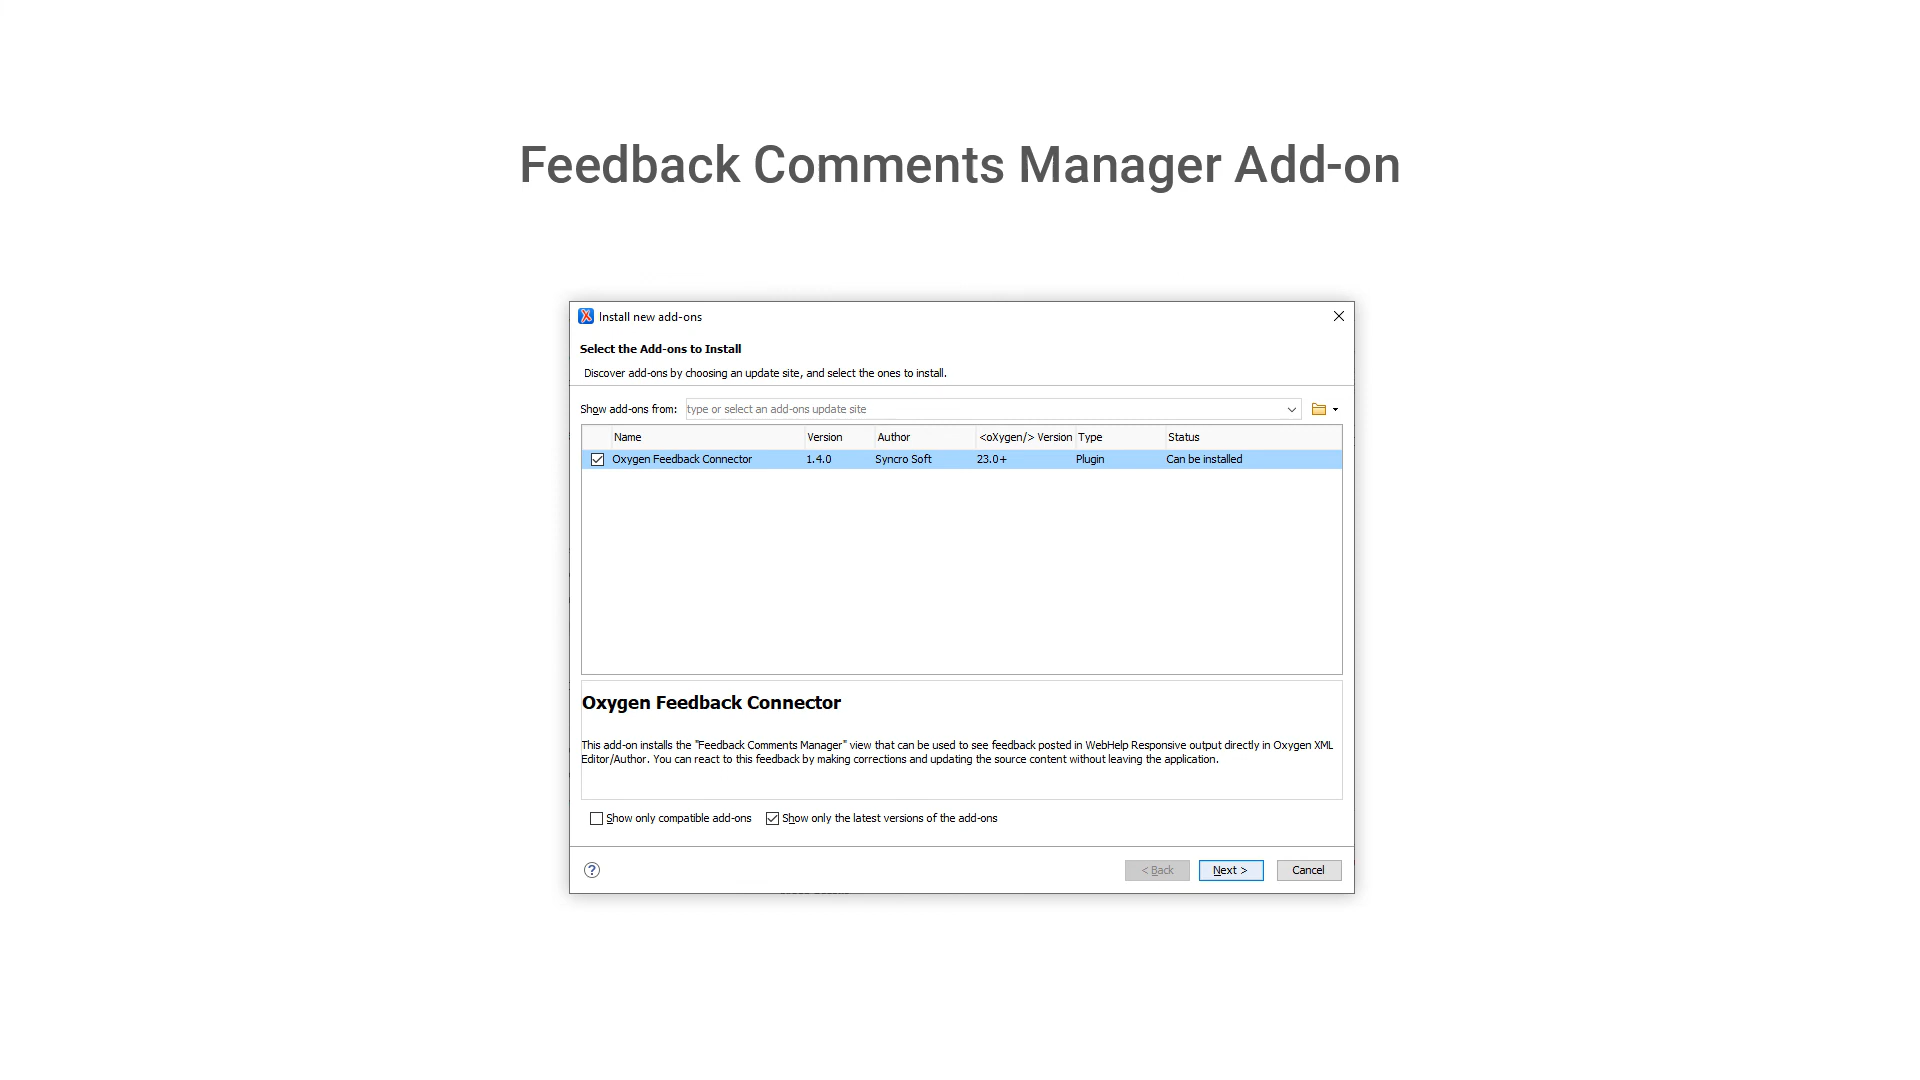 Feedback Comments Manager Add-on
Install new add-ons
Select the Add-ons to Install
Discover add-ons by choosing an update site, and select the ones to install.
Show add-ons from: type or select an add-ons update site
Name Version Author <oXygen/> Version Type Status
Oxygen Feedback Connector 1.4.0 Syncro Soft 23.0+ Plugin Can be installed
Oxygen Feedback Connector
This add-on installs the "Feedback Comments Manager" view that can be used to see feedback posted in WebHelp Responsive output directly in Oxygen XML
Editor/Author. You can react to this feedback by making corrections and updating the source content without leaving the application.
Show only compatible add-ons Show only the latest versions of the add-ons
? < Back Next > Cancel